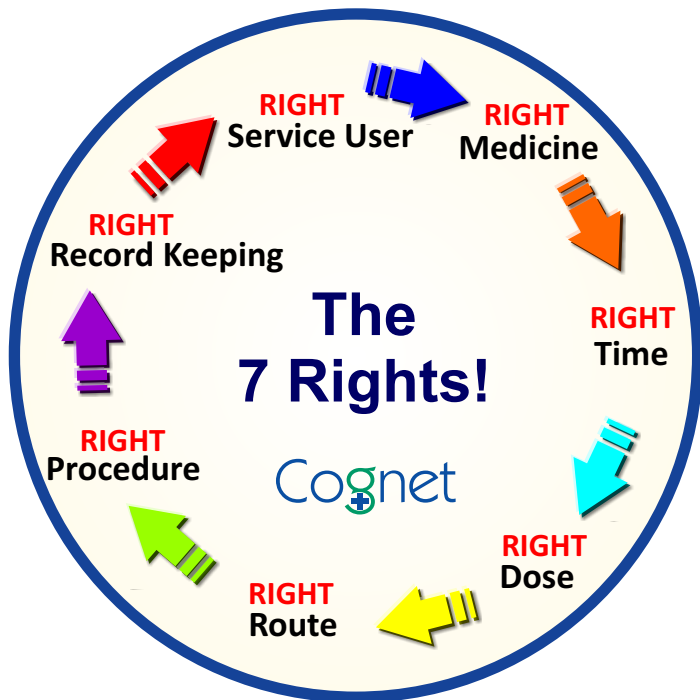 RIGHT
Service User
RIGHT
Medicine
RIGHT
Time
RIGHT
Dose
RIGHT
Route
RIGHT
Procedure
RIGHT
Record Keeping
The
7 Rights!
Cognet